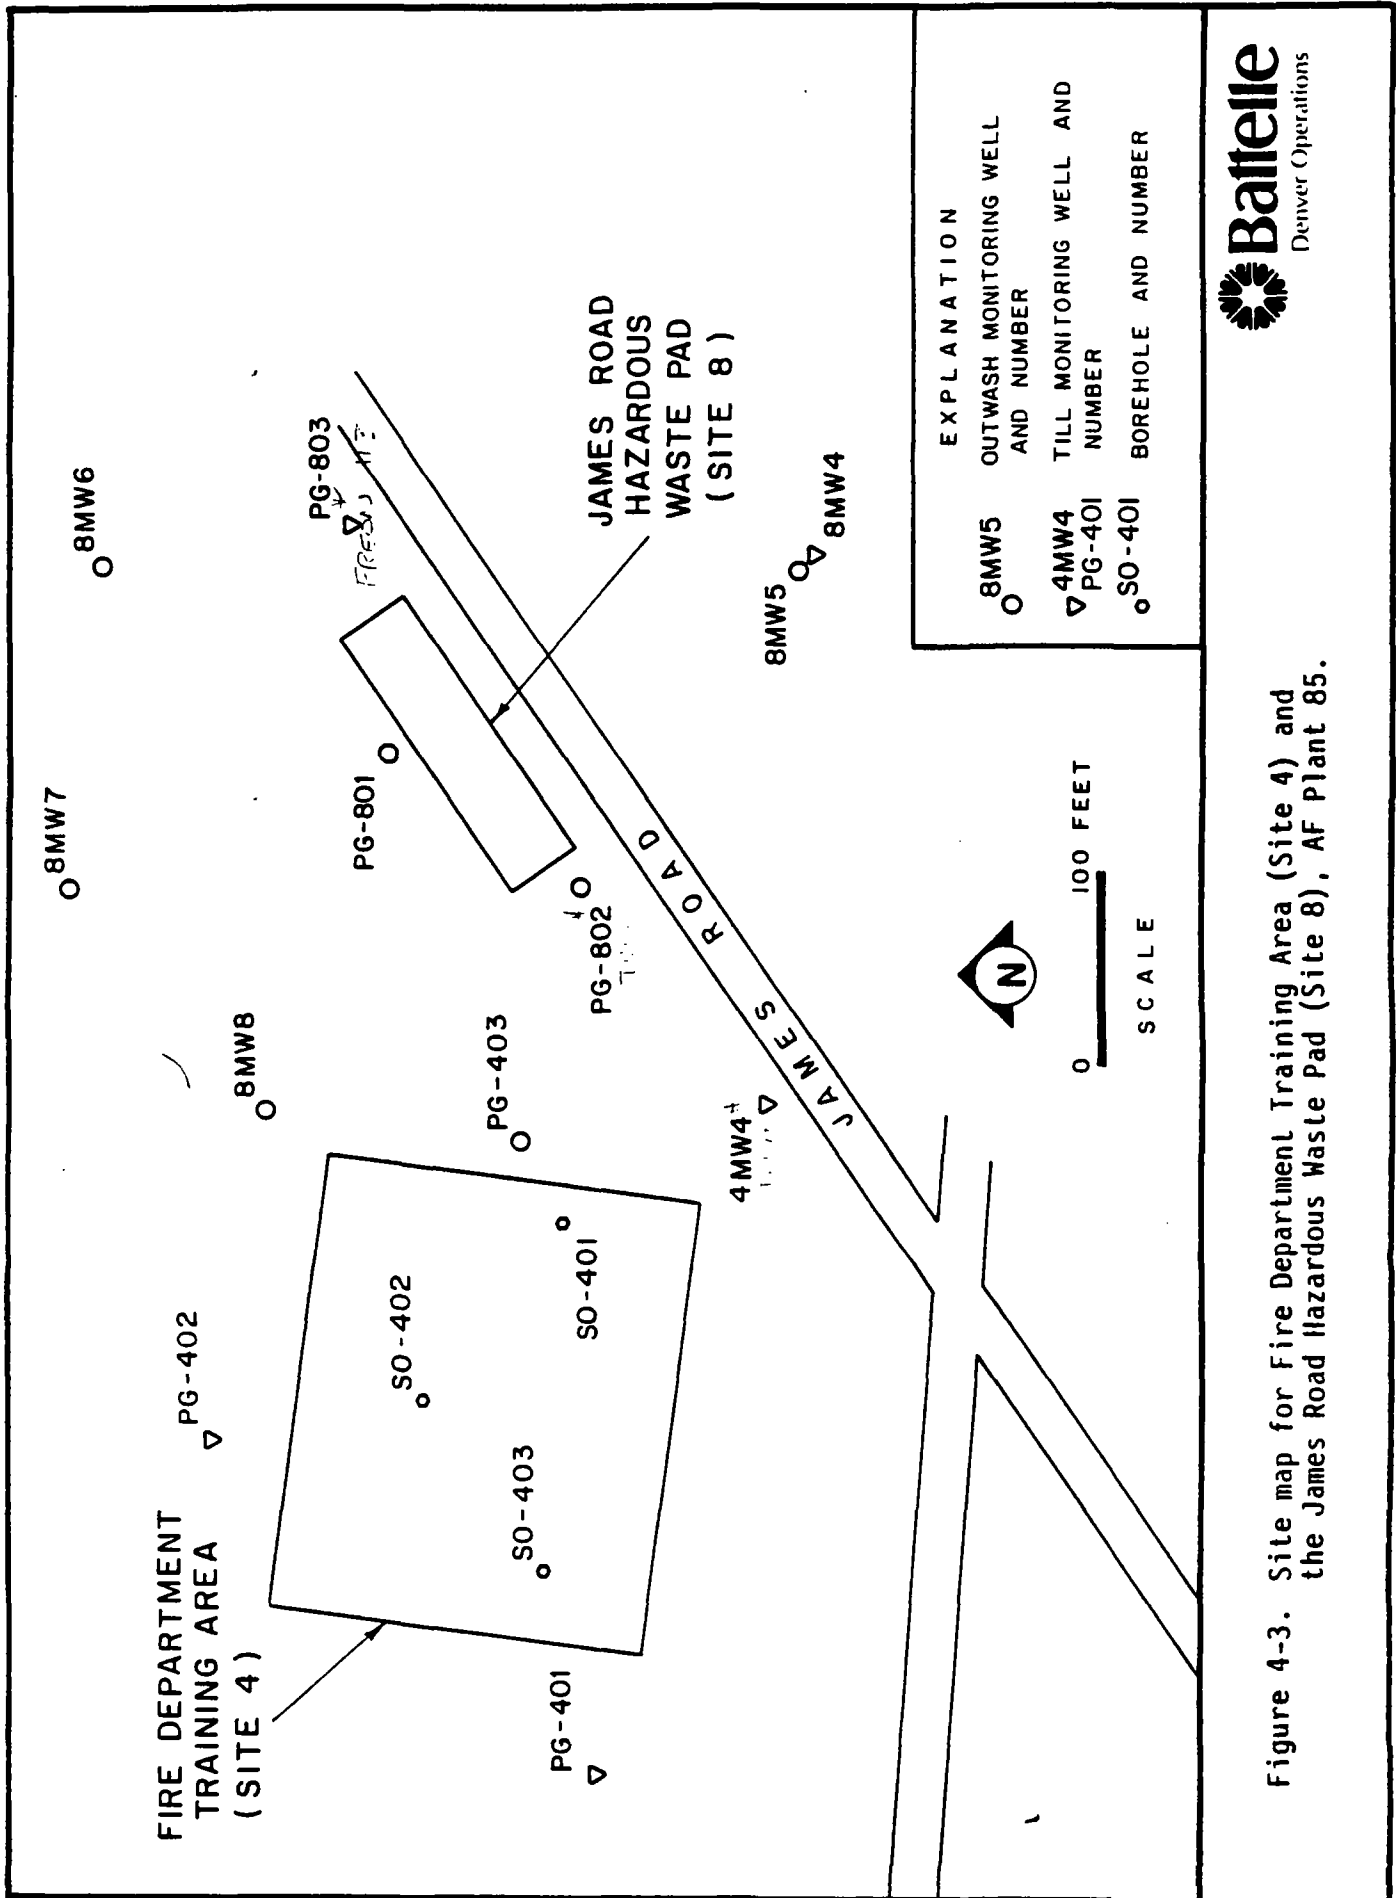 FIRE DEPARTMENT
TRAINING AREA
(SITE 4)
PG-402
8MW8
8MW7
8MW6
PG-401
SO-403
SO-402
SO-401
PG-403
4MW4
PG-802
PG-801
PG-803
JAMES ROAD
HAZARDOUS
WASTE PAD
(SITE 8)
JAMES ROAD
8MW5
8MW4
N
0 100 FEET
SCALE
EXPLANATION
8MW5 OUTWASH MONITORING WELL
AND NUMBER
4MW4 TILL MONITORING WELL AND
PG-401 NUMBER
SO-401 BOREHOLE AND NUMBER
Figure 4-3. Site map for Fire Department Training Area (Site 4) and
the James Road Hazardous Waste Pad (Site 8), AF Plant 85.
Battelle
Denver Operations